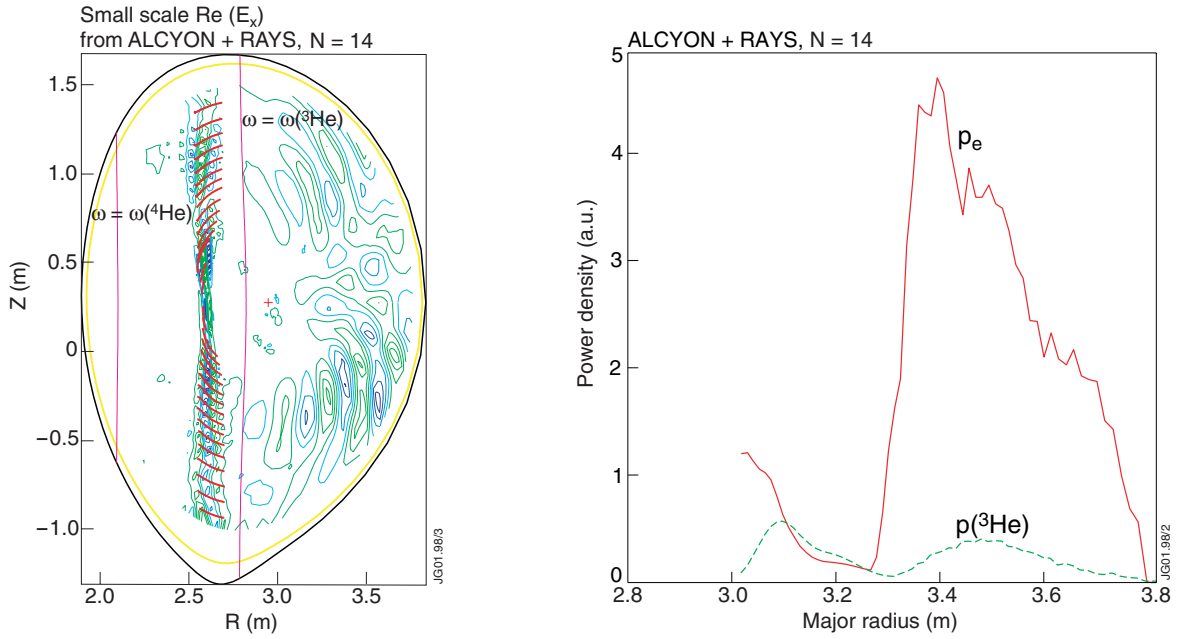 Small scale Re (Eₓ)
from ALCYON + RAYS, N = 14
1.5
1.0
0.5
0
−0.5
−1.0
Z (m)
ω = ω(³He)
ω = ω(⁴He)
2.0 2.5 3.0 3.5
R (m)
JG01.98/3
ALCYON + RAYS, N = 14
5
4
3
2
1
0
Power density (a.u.)
pₑ
p(³He)
2.8 3.0 3.2 3.4 3.6 3.8
Major radius (m)
JG01.98/2